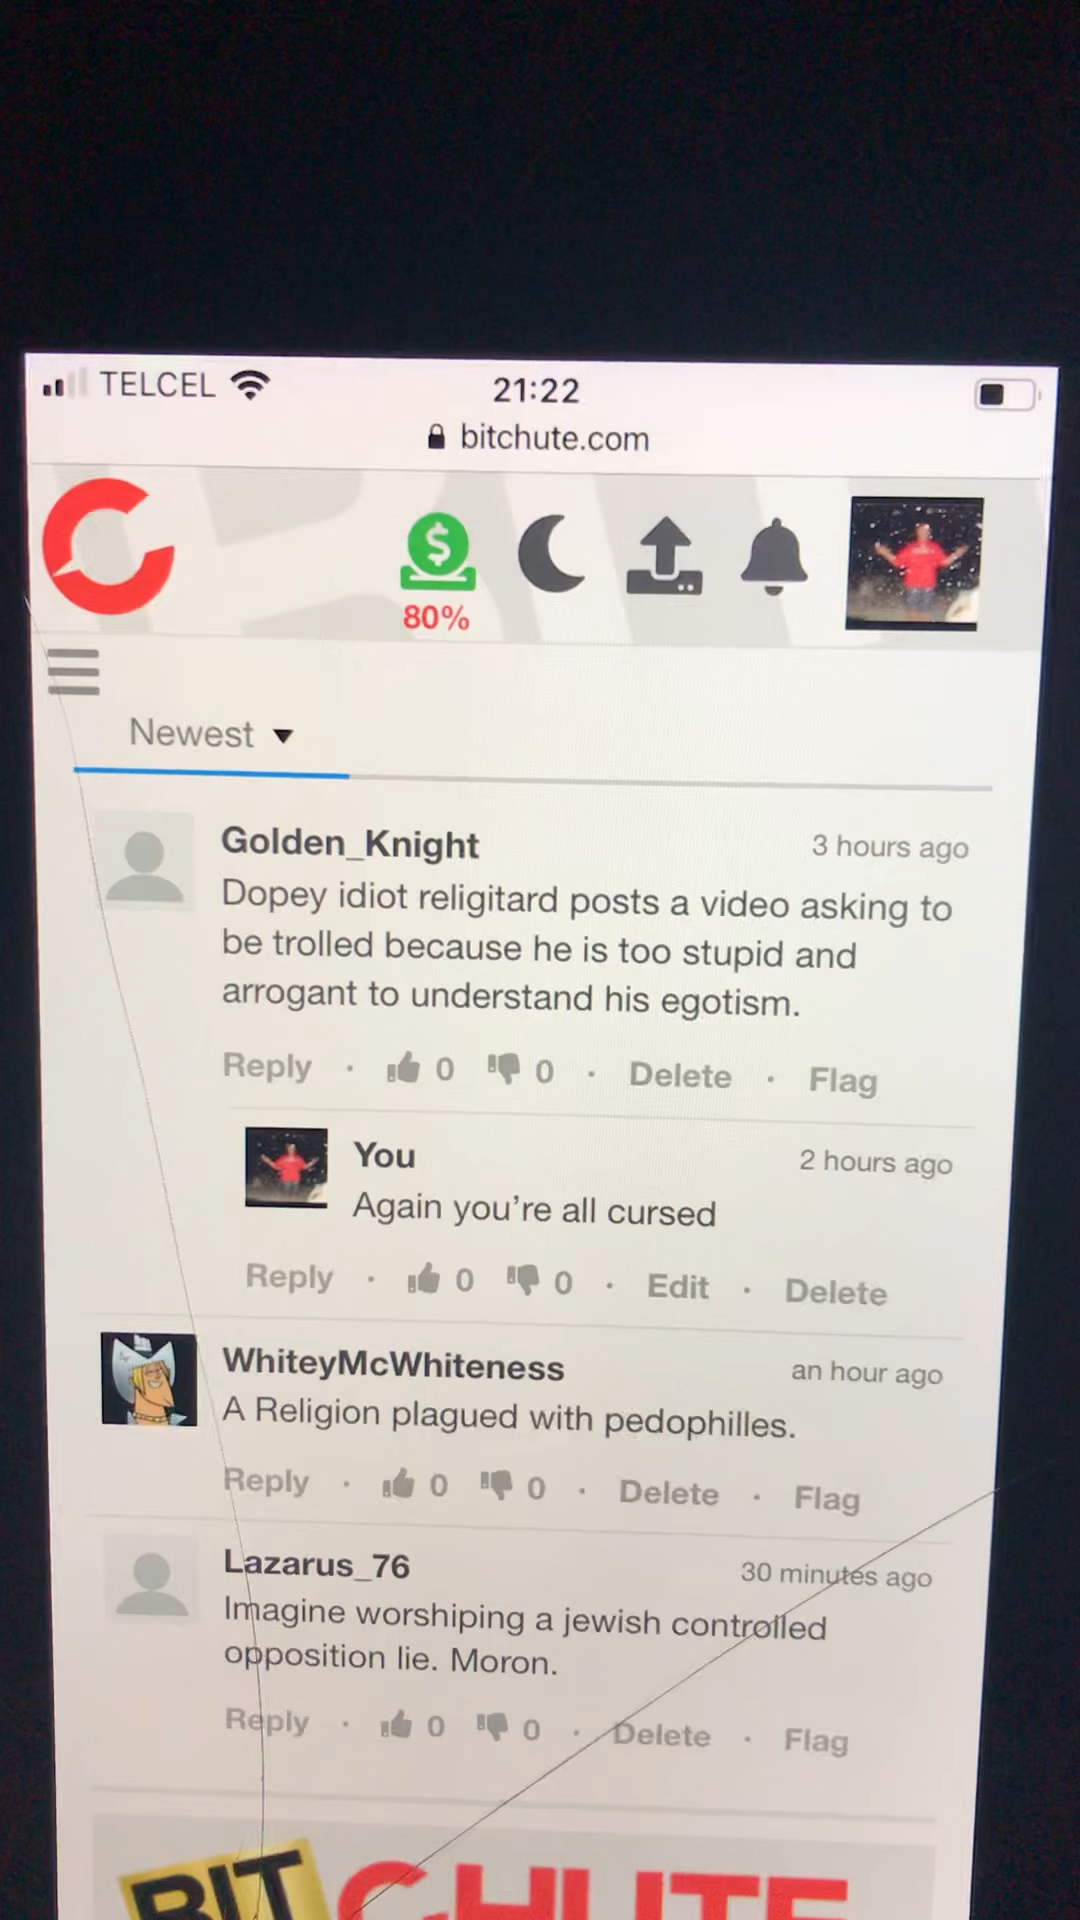 TELCEL 21:22
bitchute.com
80%
Newest
Golden_Knight 3 hours ago
Dopey idiot religitard posts a video asking to
be trolled because he is too stupid and
arrogant to understand his egotism.
Reply · 0 0 · Delete · Flag
You 2 hours ago
Again you're all cursed
Reply · 0 0 · Edit · Delete
WhiteyMcWhiteness an hour ago
A Religion plagued with pedophilles.
Reply · 0 0 · Delete · Flag
Lazarus_76 30 minutes ago
Imagine worshiping a jewish controlled
opposition lie. Moron.
Reply · 0 0 · Delete · Flag
BIT CHUTE